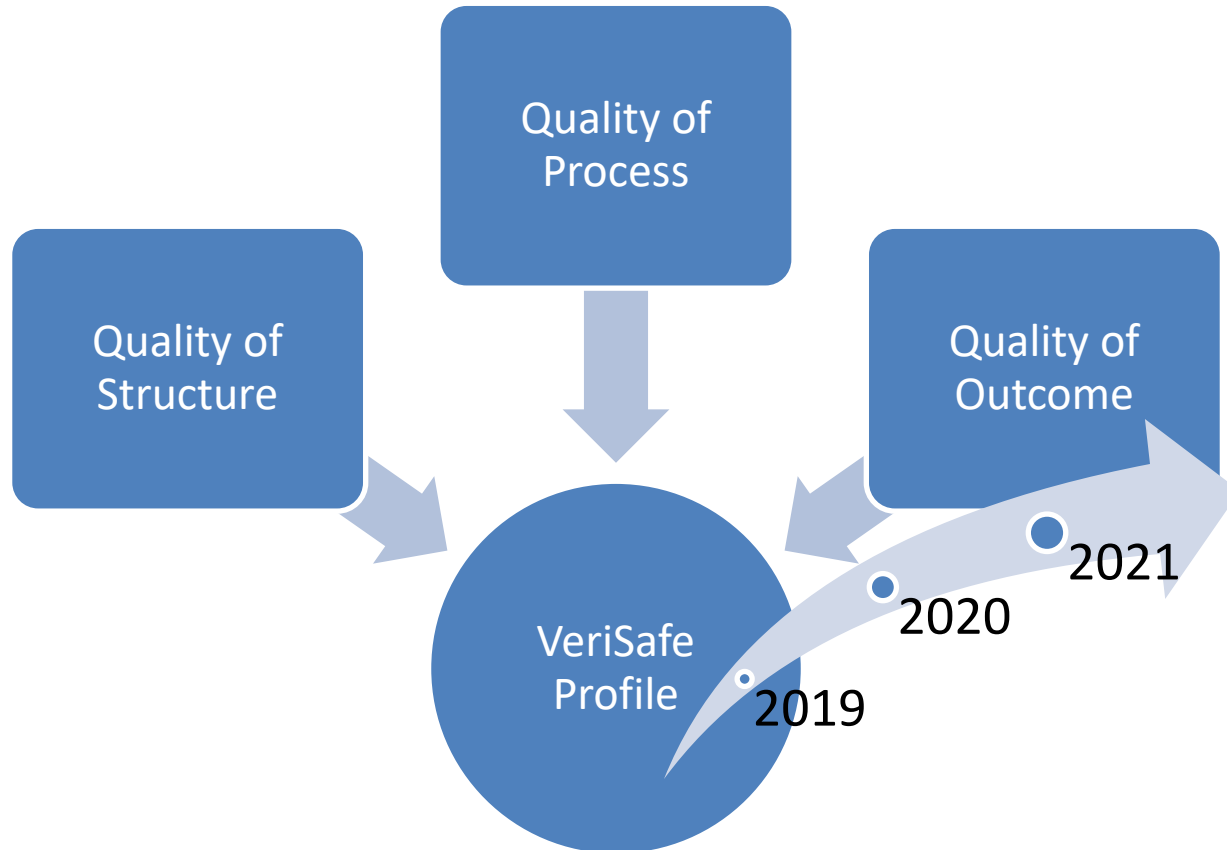 Quality of
Process
Quality of
Structure
Quality of
Outcome
VeriSafe
Profile
2019
2020
2021